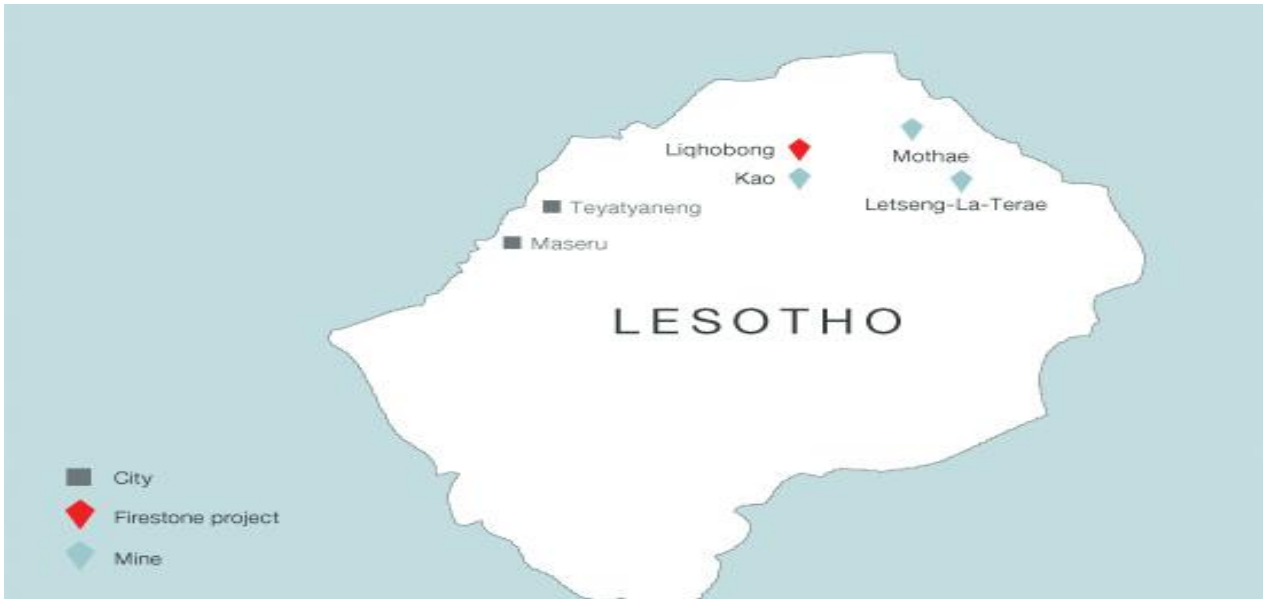 Liqhobong
Mothae
Kao
Letseng-La-Terae
Teyatyaneng
Maseru
LESOTHO
City
Firestone project
Mine